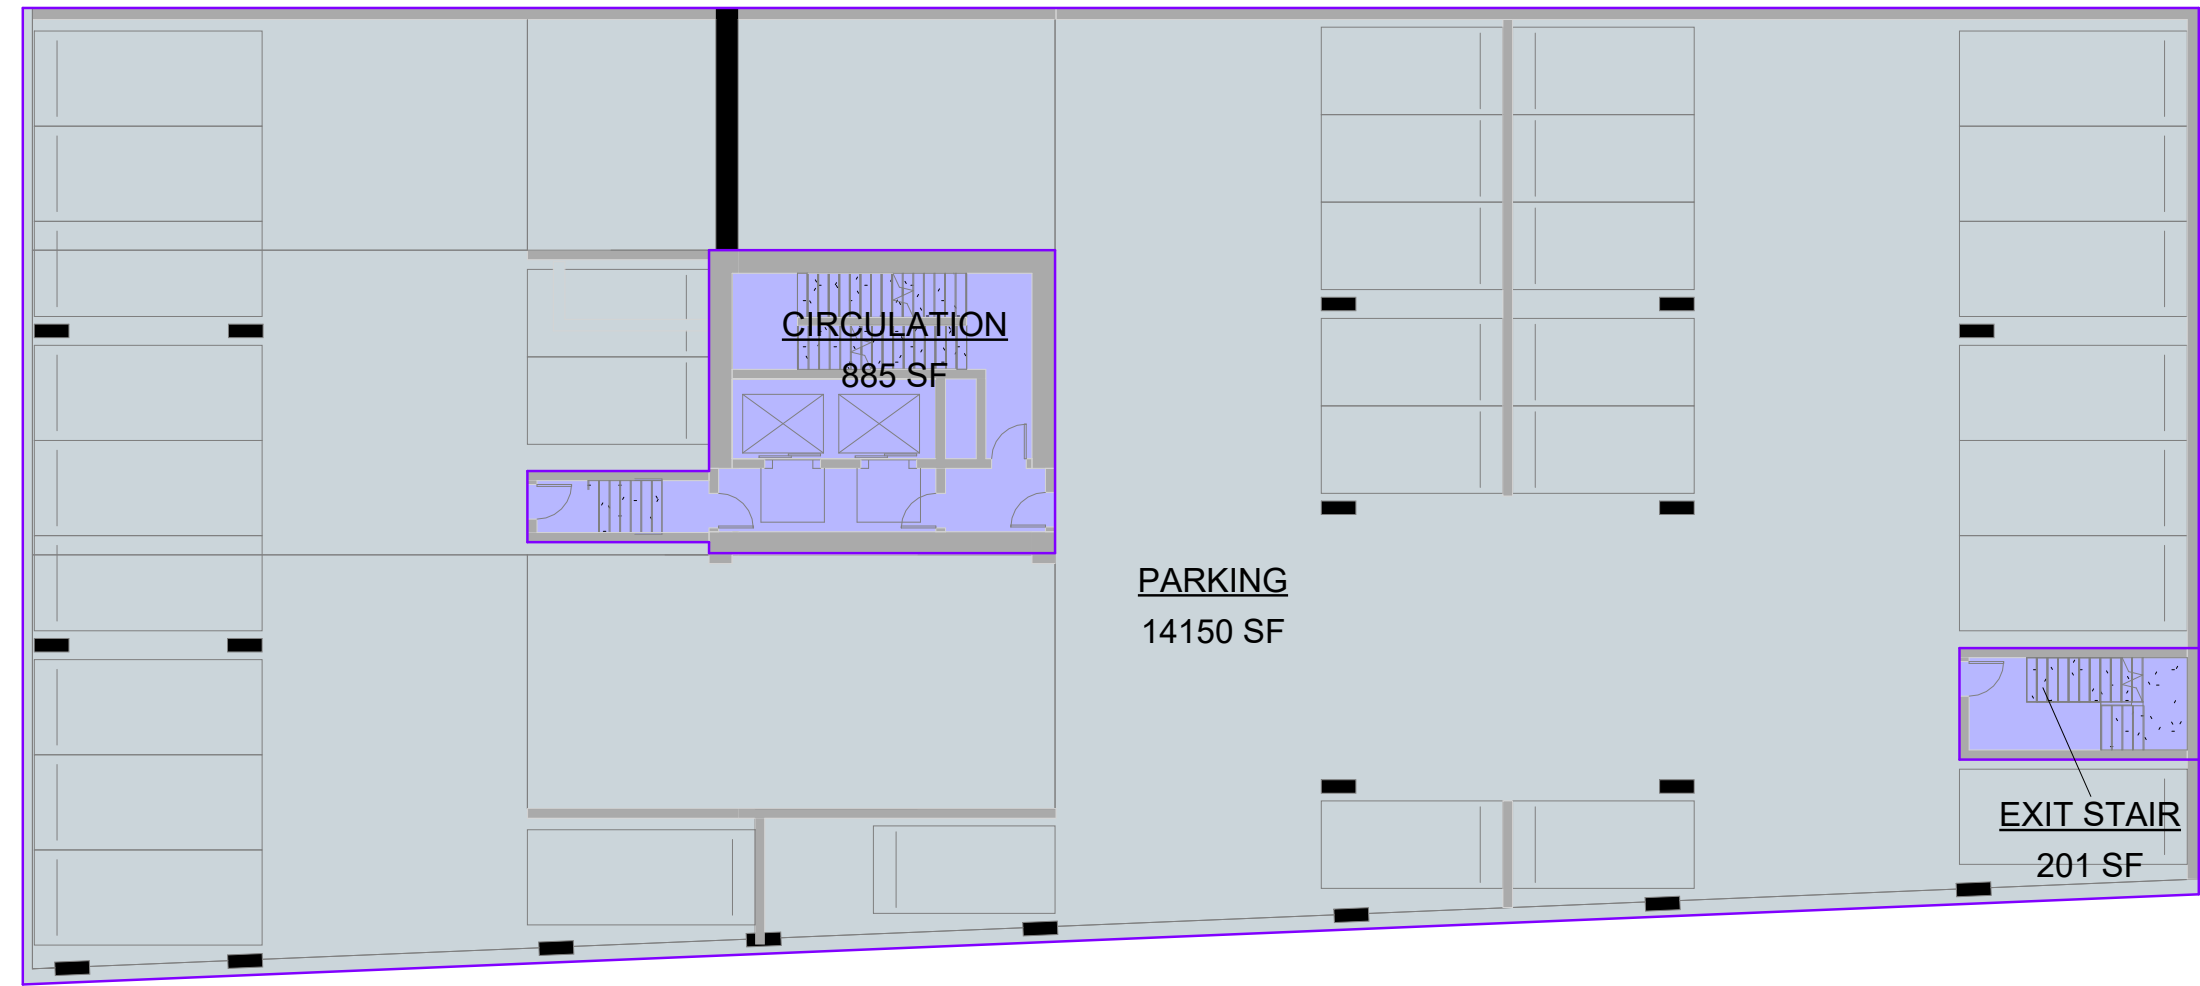 CIRCULATION
885 SF
PARKING
14150 SF
EXIT STAIR
201 SF